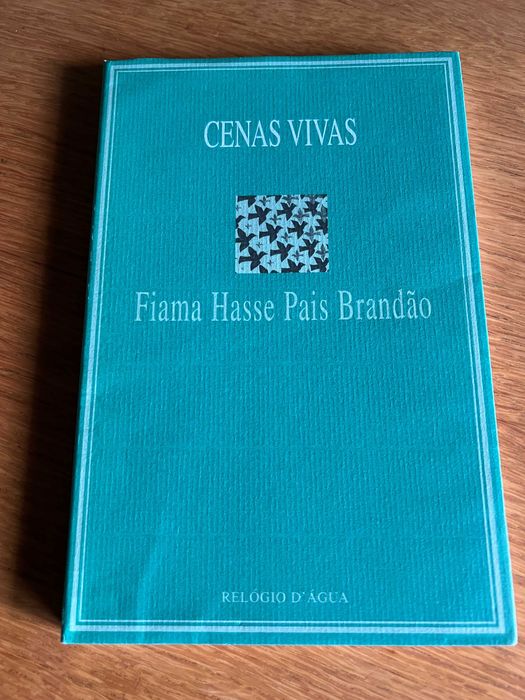 CENAS VIVAS
Fiama Hasse Pais Brandão
RELÓGIO D'ÁGUA